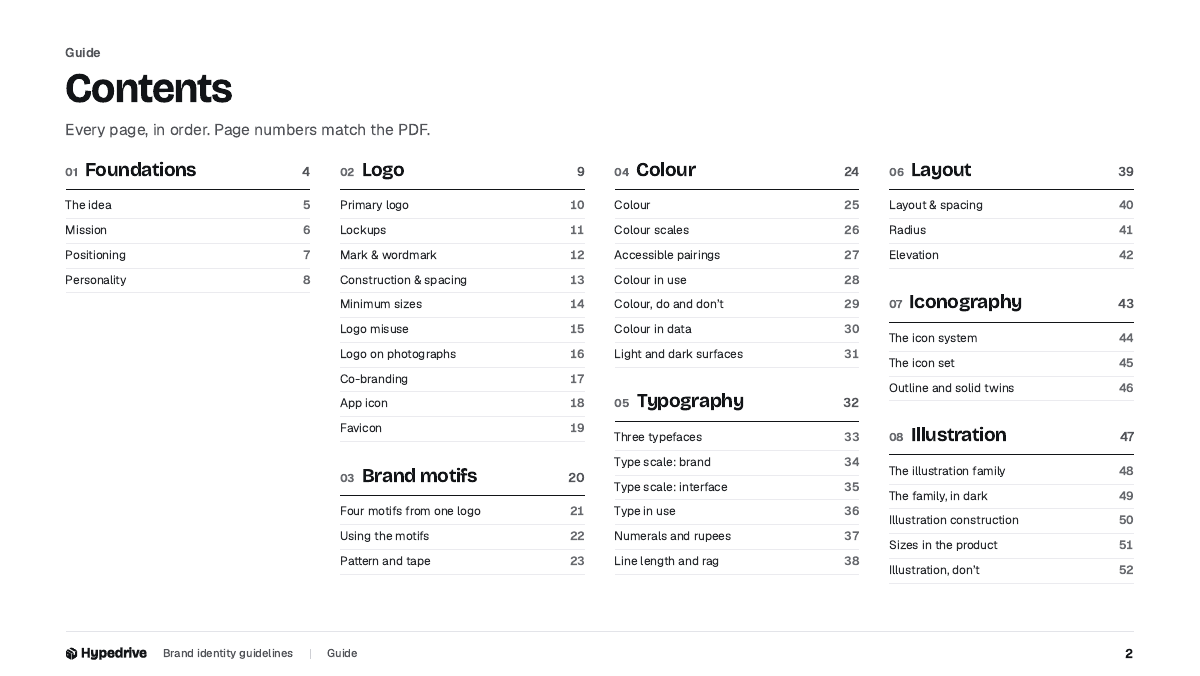 Guide
Contents
Every page, in order. Page numbers match the PDF.
01 Foundations 4
The idea 5
Mission 6
Positioning 7
Personality 8
02 Logo 9
Primary logo 10
Lockups 11
Mark & wordmark 12
Construction & spacing 13
Minimum sizes 14
Logo misuse 15
Logo on photographs 16
Co-branding 17
App icon 18
Favicon 19
03 Brand motifs 20
Four motifs from one logo 21
Using the motifs 22
Pattern and tape 23
04 Colour 24
Colour 25
Colour scales 26
Accessible pairings 27
Colour in use 28
Colour, do and don't 29
Colour in data 30
Light and dark surfaces 31
05 Typography 32
Three typefaces 33
Type scale: brand 34
Type scale: interface 35
Type in use 36
Numerals and rupees 37
Line length and rag 38
06 Layout 39
Layout & spacing 40
Radius 41
Elevation 42
07 Iconography 43
The icon system 44
The icon set 45
Outline and solid twins 46
08 Illustration 47
The illustration family 48
The family, in dark 49
Illustration construction 50
Sizes in the product 51
Illustration, don't 52
Hypedrive Brand identity guidelines | Guide 2